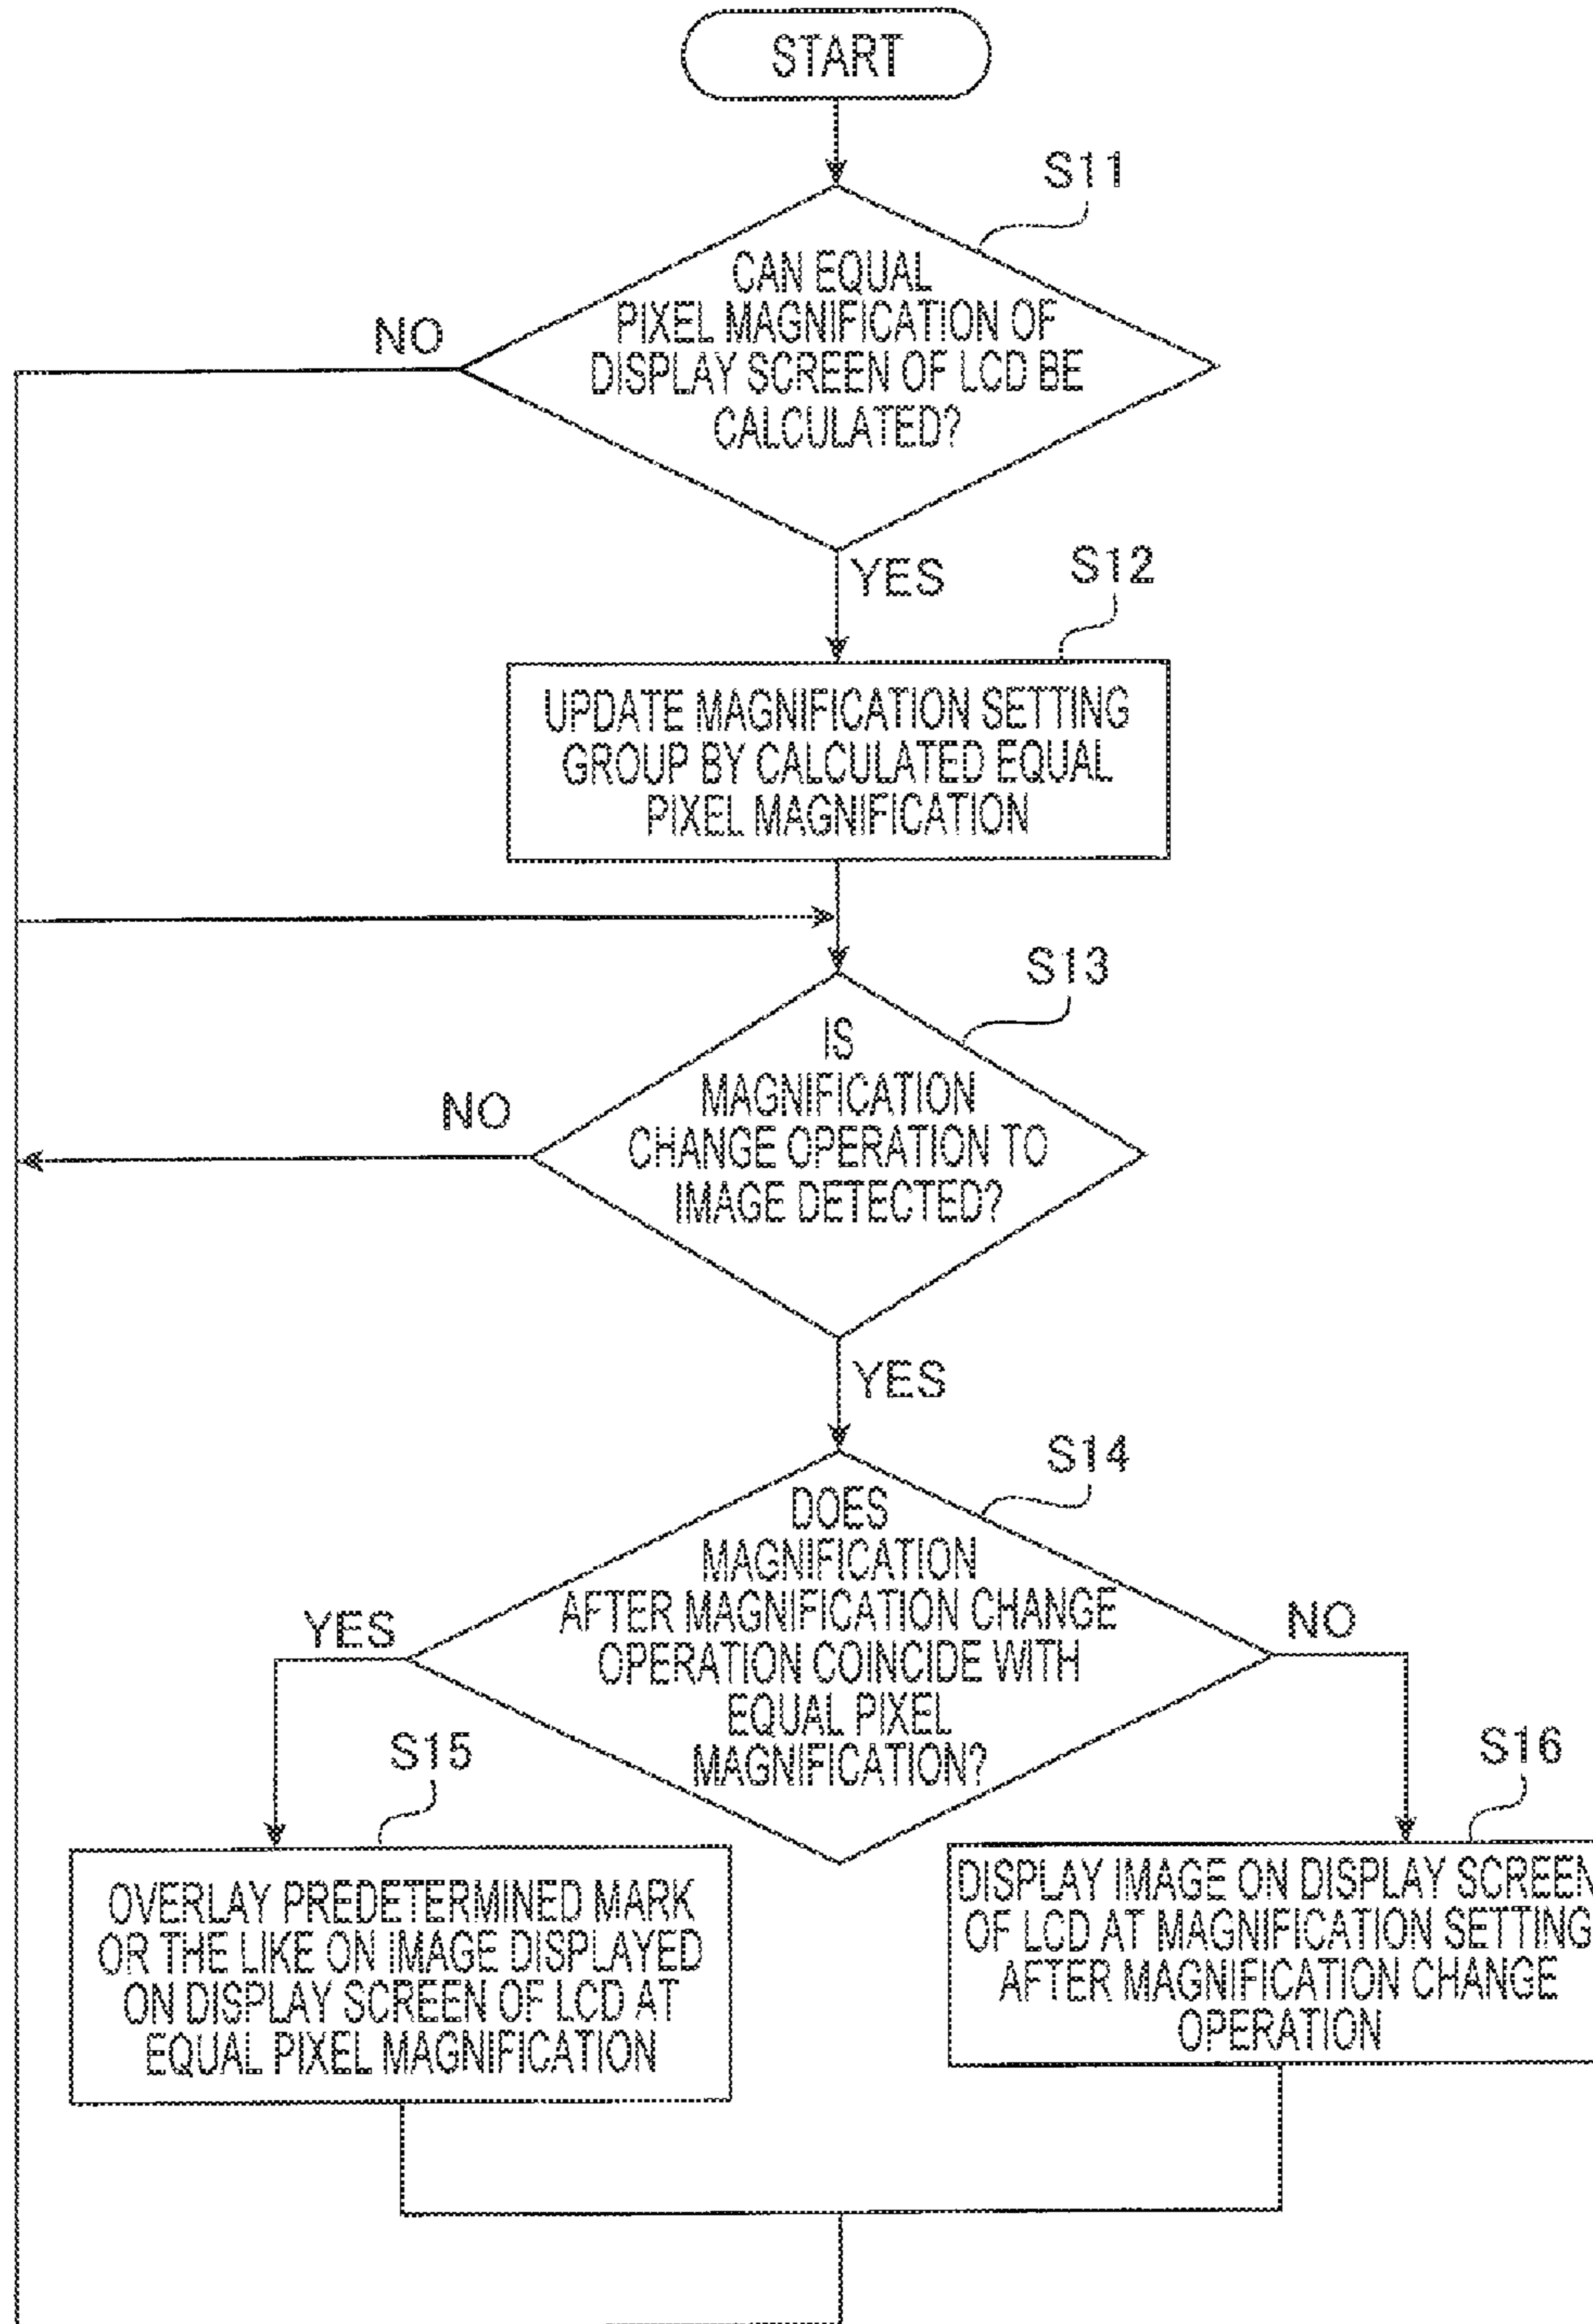 START
S11
CAN EQUAL
PIXEL MAGNIFICATION OF
DISPLAY SCREEN OF LCD BE
CALCULATED?
NO
YES
S12
UPDATE MAGNIFICATION SETTING
GROUP BY CALCULATED EQUAL
PIXEL MAGNIFICATION
S13
IS
MAGNIFICATION
CHANGE OPERATION TO
IMAGE DETECTED?
NO
YES
S14
DOES
MAGNIFICATION
AFTER MAGNIFICATION CHANGE
OPERATION COINCIDE WITH
EQUAL PIXEL
MAGNIFICATION?
YES
NO
S15
OVERLAY PREDETERMINED MARK
OR THE LIKE ON IMAGE DISPLAYED
ON DISPLAY SCREEN OF LCD AT
EQUAL PIXEL MAGNIFICATION
S16
DISPLAY IMAGE ON DISPLAY SCREEN
OF LCD AT MAGNIFICATION SETTING
AFTER MAGNIFICATION CHANGE
OPERATION